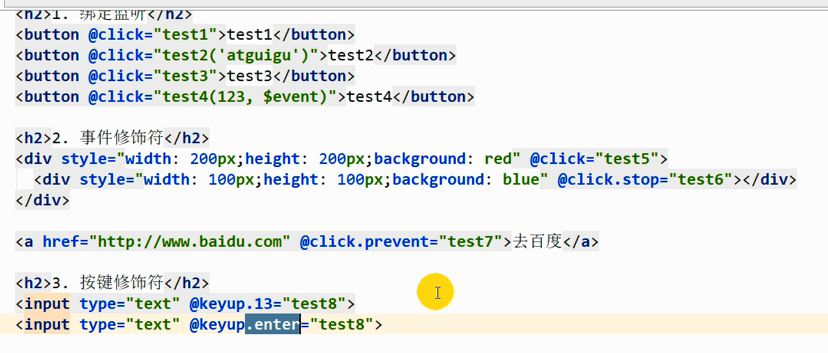 <h2>1. 绑定监听</h2>
<button @click="test1">test1</button>
<button @click="test2('atguigu')">test2</button>
<button @click="test3">test3</button>
<button @click="test4(123, $event)">test4</button>
<h2>2. 事件修饰符</h2>
<div style="width: 200px;height: 200px;background: red" @click="test5">
<div style="width: 100px;height: 100px;background: blue" @click.stop="test6"></div>
</div>
<a href="http://www.baidu.com" @click.prevent="test7">去百度</a>
<h2>3. 按键修饰符</h2>
<input type="text" @keyup.13="test8">
<input type="text" @keyup.enter="test8">